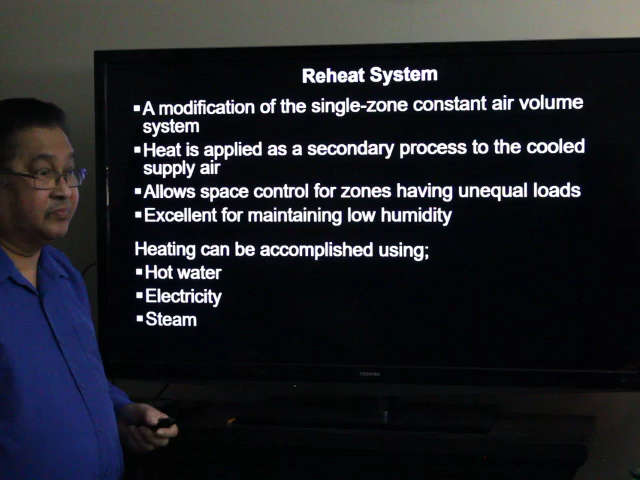 Reheat System
▪A modification of the single-zone constant air volume
system
▪Heat is applied as a secondary process to the cooled
supply air
▪Allows space control for zones having unequal loads
▪Excellent for maintaining low humidity
Heating can be accomplished using;
▪Hot water
▪Electricity
▪Steam
TOSHIBA